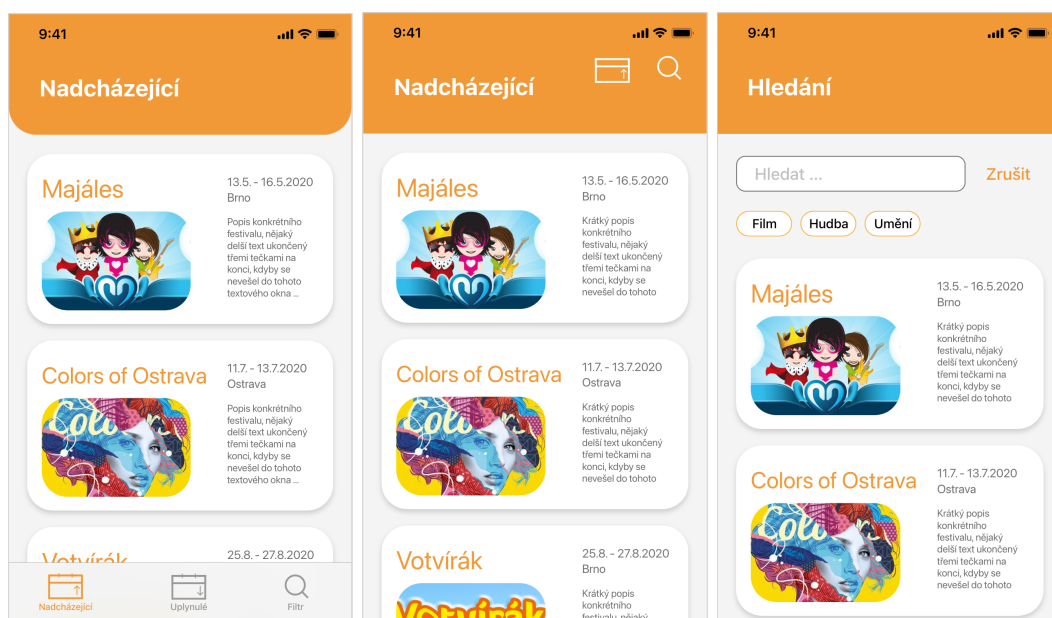 9:41
Nadcházející
Majáles
13.5. - 16.5.2020
Brno
Popis konkrétního
festivalu, nějaký
delší text ukončený
třemi tečkami na
konci, kdyby se
nevešel do tohoto
textového okna ...
Colors of Ostrava
11.7. - 13.7.2020
Ostrava
Popis konkrétního
festivalu, nějaký
delší text ukončený
třemi tečkami na
konci, kdyby se
nevešel do tohoto
textového okna ...
Votvírák
25.8. - 27.8.2020
Nadcházející
Uplynulé
Filtr
9:41
Nadcházející
Majáles
13.5. - 16.5.2020
Brno
Krátký popis
konkrétního
festivalu, nějaký
delší text ukončený
třemi tečkami na
konci, kdyby se
nevešel do tohoto
Colors of Ostrava
11.7. - 13.7.2020
Ostrava
Krátký popis
konkrétního
festivalu, nějaký
delší text ukončený
třemi tečkami na
konci, kdyby se
nevešel do tohoto
Votvírák
25.8. - 27.8.2020
Brno
Krátký popis
konkrétního
festivalu, nějaký
Votvírák
9:41
Hledání
Hledat ...
Zrušit
Film
Hudba
Umění
Majáles
13.5. - 16.5.2020
Brno
Krátký popis
konkrétního
festivalu, nějaký
delší text ukončený
třemi tečkami na
konci, kdyby se
nevešel do tohoto
Colors of Ostrava
11.7. - 13.7.2020
Ostrava
Krátký popis
konkrétního
festivalu, nějaký
delší text ukončený
třemi tečkami na
konci, kdyby se
nevešel do tohoto